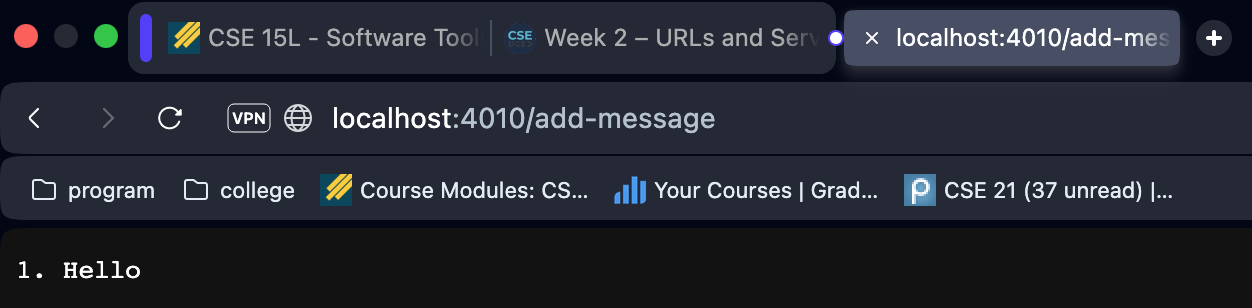 CSE 15L - Software Tool
CSE Week 2 – URLs and Serv
localhost:4010/add-mes
VPN localhost:4010/add-message
program college Course Modules: CS... Your Courses | Grad... CSE 21 (37 unread) |...
1. Hello